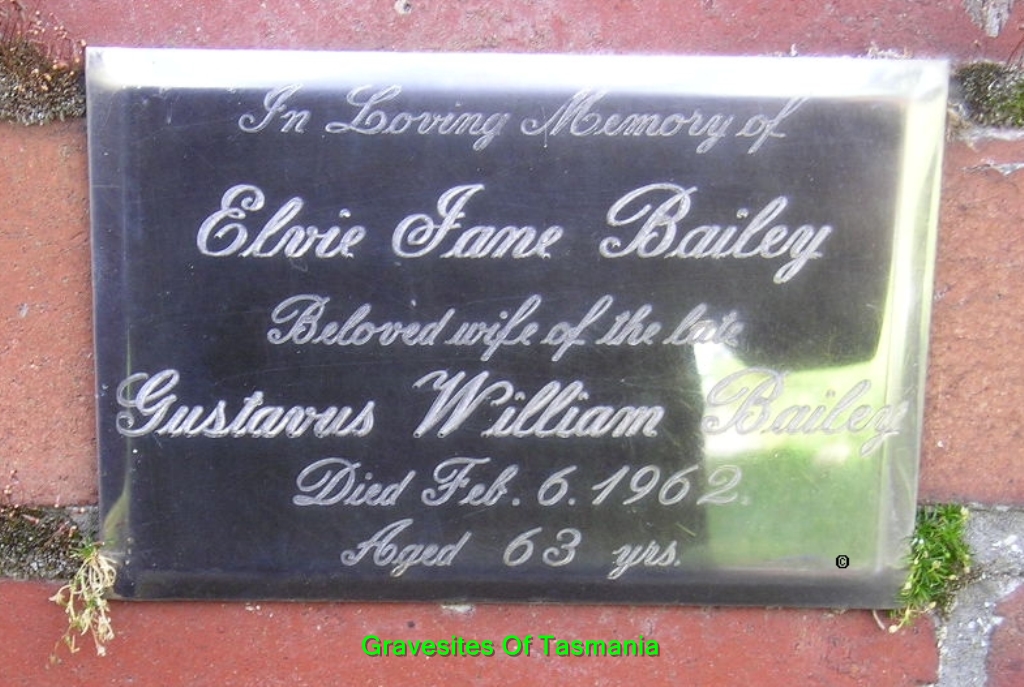 In Loving Memory of
Elvie Jane Bailey
Beloved wife of the late
Gustavus William Bailey
Died Feb. 6. 1962.
Aged 63 yrs.
©
Gravesites Of Tasmania